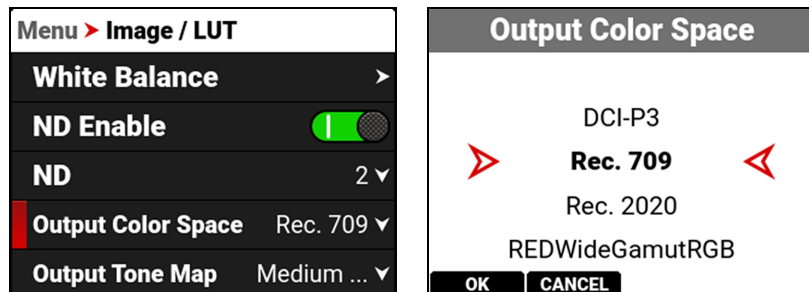 Menu > Image / LUT
White Balance
ND Enable
ND 2
Output Color Space Rec. 709
Output Tone Map Medium ...
Output Color Space
DCI-P3
Rec. 709
Rec. 2020
REDWideGamutRGB
OK CANCEL